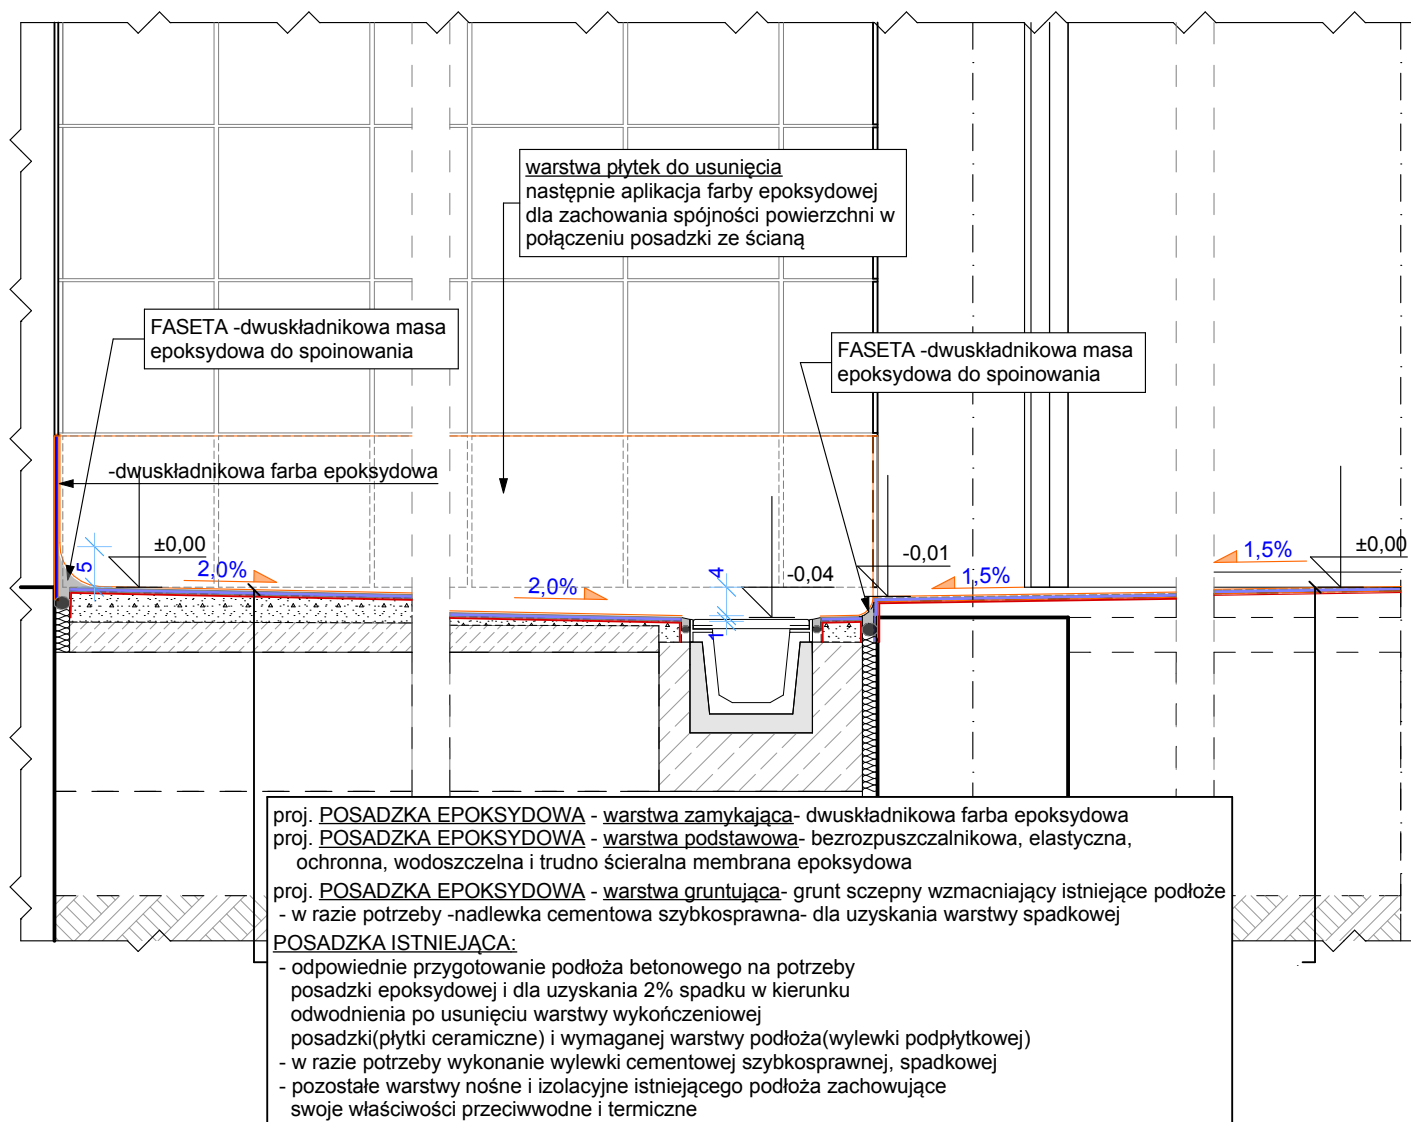 warstwa płytek do usunięcia
następnie aplikacja farby epoksydowej
dla zachowania spójności powierzchni w
połączeniu posadzki ze ścianą
FASETA -dwuskładnikowa masa
epoksydowa do spoinowania
FASETA -dwuskładnikowa masa
epoksydowa do spoinowania
-dwuskładnikowa farba epoksydowa
±0,00
5
2,0%
2,0%
4
1
-0,04
-0,01
1,5%
1,5%
±0,00
proj. POSADZKA EPOKSYDOWA - warstwa zamykająca- dwuskładnikowa farba epoksydowa
proj. POSADZKA EPOKSYDOWA - warstwa podstawowa- bezrozpuszczalnikowa, elastyczna,
ochronna, wodoszczelna i trudno ścieralna membrana epoksydowa
proj. POSADZKA EPOKSYDOWA - warstwa gruntująca- grunt sczepny wzmacniający istniejące podłoże
- w razie potrzeby -nadlewka cementowa szybkosprawna- dla uzyskania warstwy spadkowej
POSADZKA ISTNIEJĄCA:
- odpowiednie przygotowanie podłoża betonowego na potrzeby
posadzki epoksydowej i dla uzyskania 2% spadku w kierunku
odwodnienia po usunięciu warstwy wykończeniowej
posadzki(płytki ceramiczne) i wymaganej warstwy podłoża(wylewki podpłytkowej)
- w razie potrzeby wykonanie wylewki cementowej szybkosprawnej, spadkowej
- pozostałe warstwy nośne i izolacyjne istniejącego podłoża zachowujące
swoje właściwości przeciwwodne i termiczne